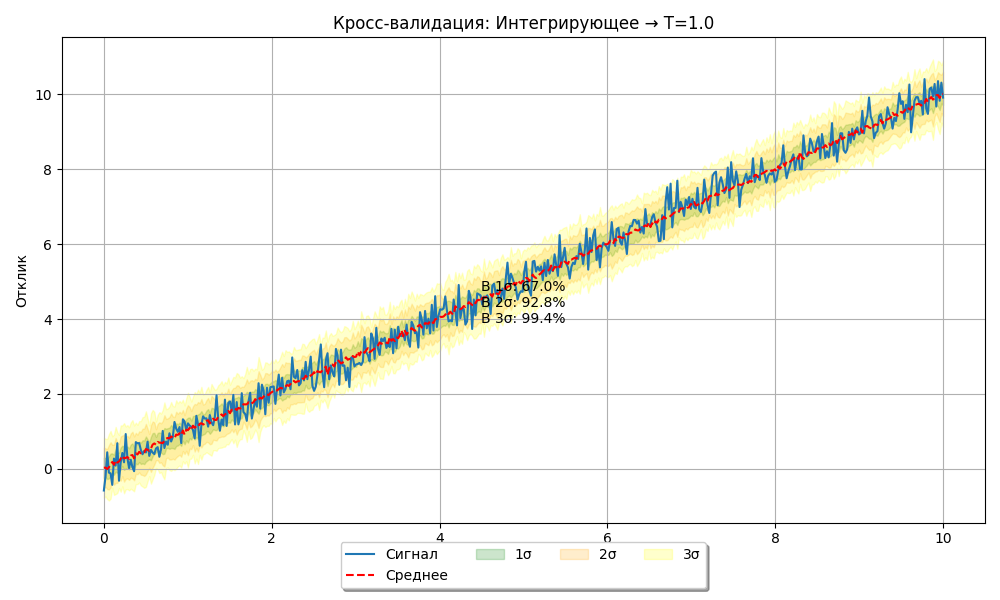 Кросс-валидация: Интегрирующее → T=1.0
Отклик
10
8
6
4
2
0
В 1σ: 67.0%
В 2σ: 92.8%
В 3σ: 99.4%
0 2 4 6 8 10
Сигнал 1σ 2σ 3σ
Среднее